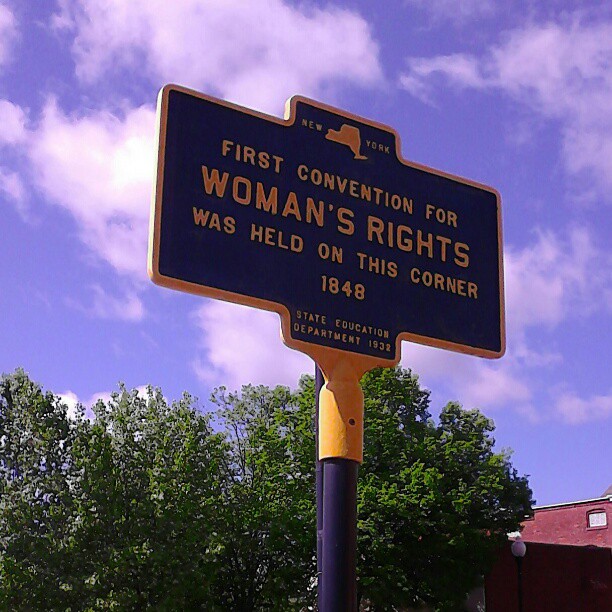 NEW YORK
FIRST CONVENTION FOR
WOMAN'S RIGHTS
WAS HELD ON THIS CORNER
1848
STATE EDUCATION
DEPARTMENT 1932